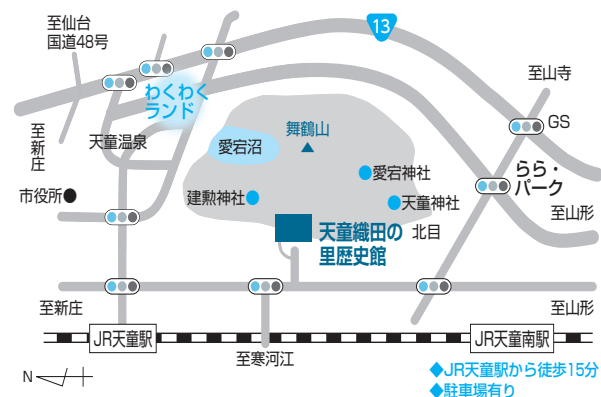 至仙台
国道48号
13
至山寺
わくわく
ランド
GS
舞鶴山
至新庄
天童温泉
愛宕沼
愛宕神社
らら・
パーク
市役所
建勲神社
天童神社
至山形
天童織田の
里歴史館
北目
至新庄
至山形
JR天童駅
JR天童南駅
至寒河江
◆JR天童駅から徒歩15分
◆駐車場有り
N